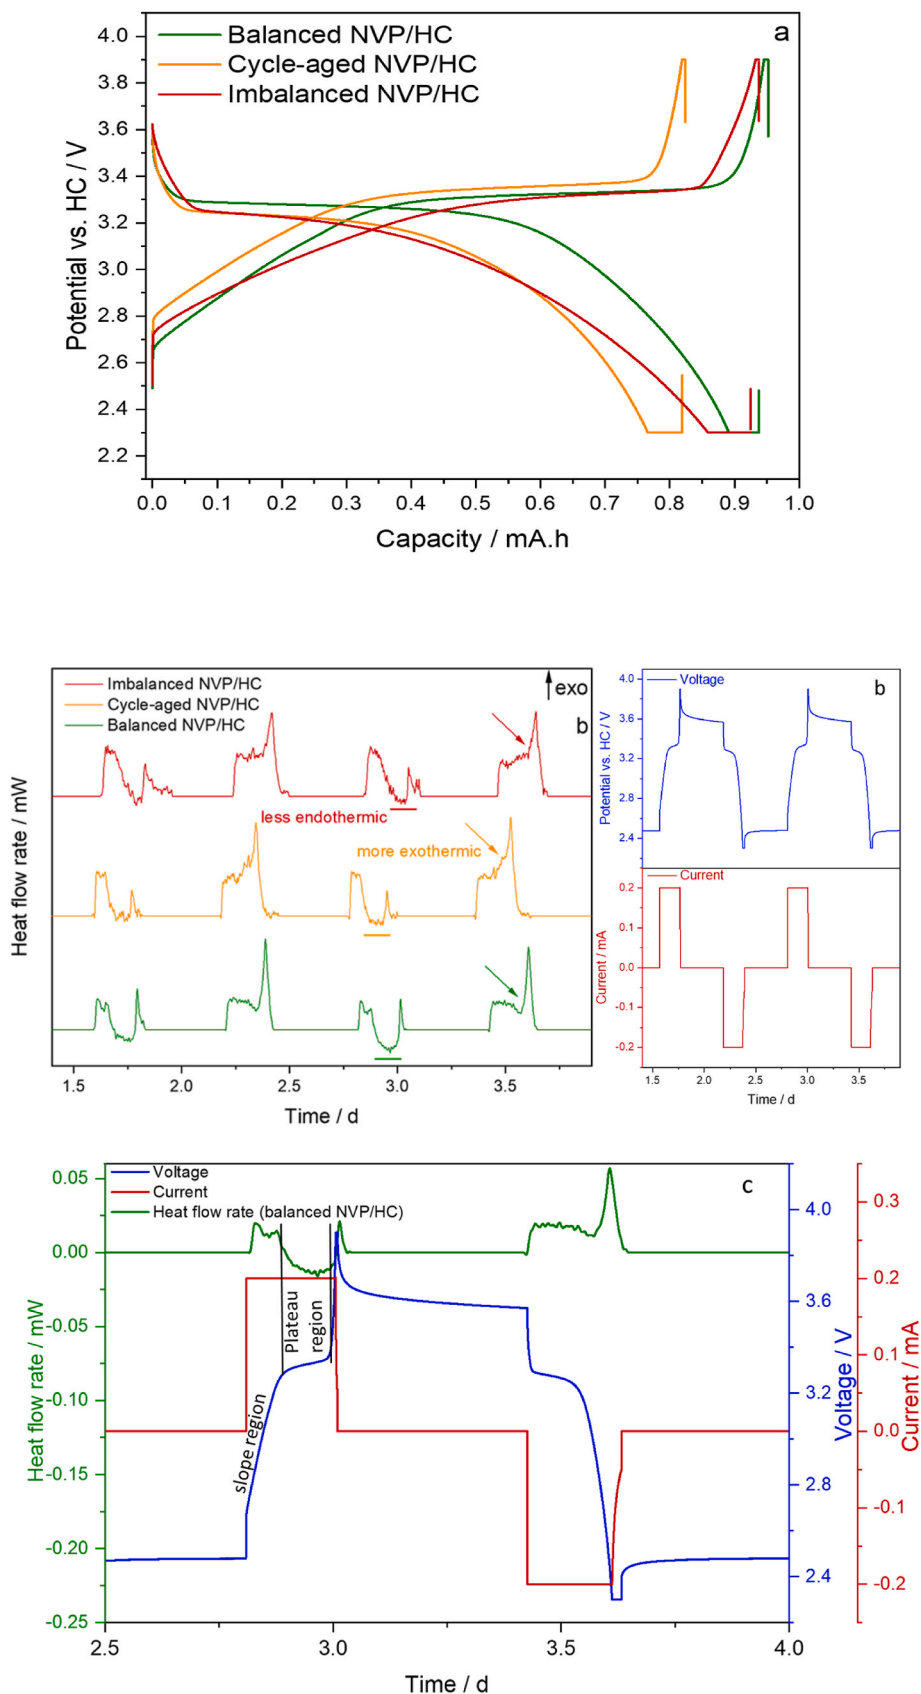 a
Balanced NVP/HC
Cycle-aged NVP/HC
Imbalanced NVP/HC
Potential vs. HC / V
4.0
3.8
3.6
3.4
3.2
3.0
2.8
2.6
2.4
2.2
0.0 0.1 0.2 0.3 0.4 0.5 0.6 0.7 0.8 0.9 1.0
Capacity / mA.h
Imbalanced NVP/HC
Cycle-aged NVP/HC
Balanced NVP/HC
exo
b
less endothermic
more exothermic
Heat flow rate / mW
1.5 2.0 2.5 3.0 3.5
Time / d
Voltage
b
Potential vs. HC / V
4.0
3.6
3.2
2.8
2.4
Current
Current / mA
0.2
0.1
0.0
-0.1
-0.2
1.5 2.0 2.5 3.0 3.5
Time / d
Voltage
Current
Heat flow rate (balanced NVP/HC)
c
Plateau
region
slope region
Heat flow rate / mW
0.05
0.00
-0.05
-0.10
-0.15
-0.20
-0.25
Voltage / V
4.0
3.6
3.2
2.8
2.4
Current / mA
0.3
0.2
0.1
0.0
-0.1
-0.2
2.5 3.0 3.5 4.0
Time / d